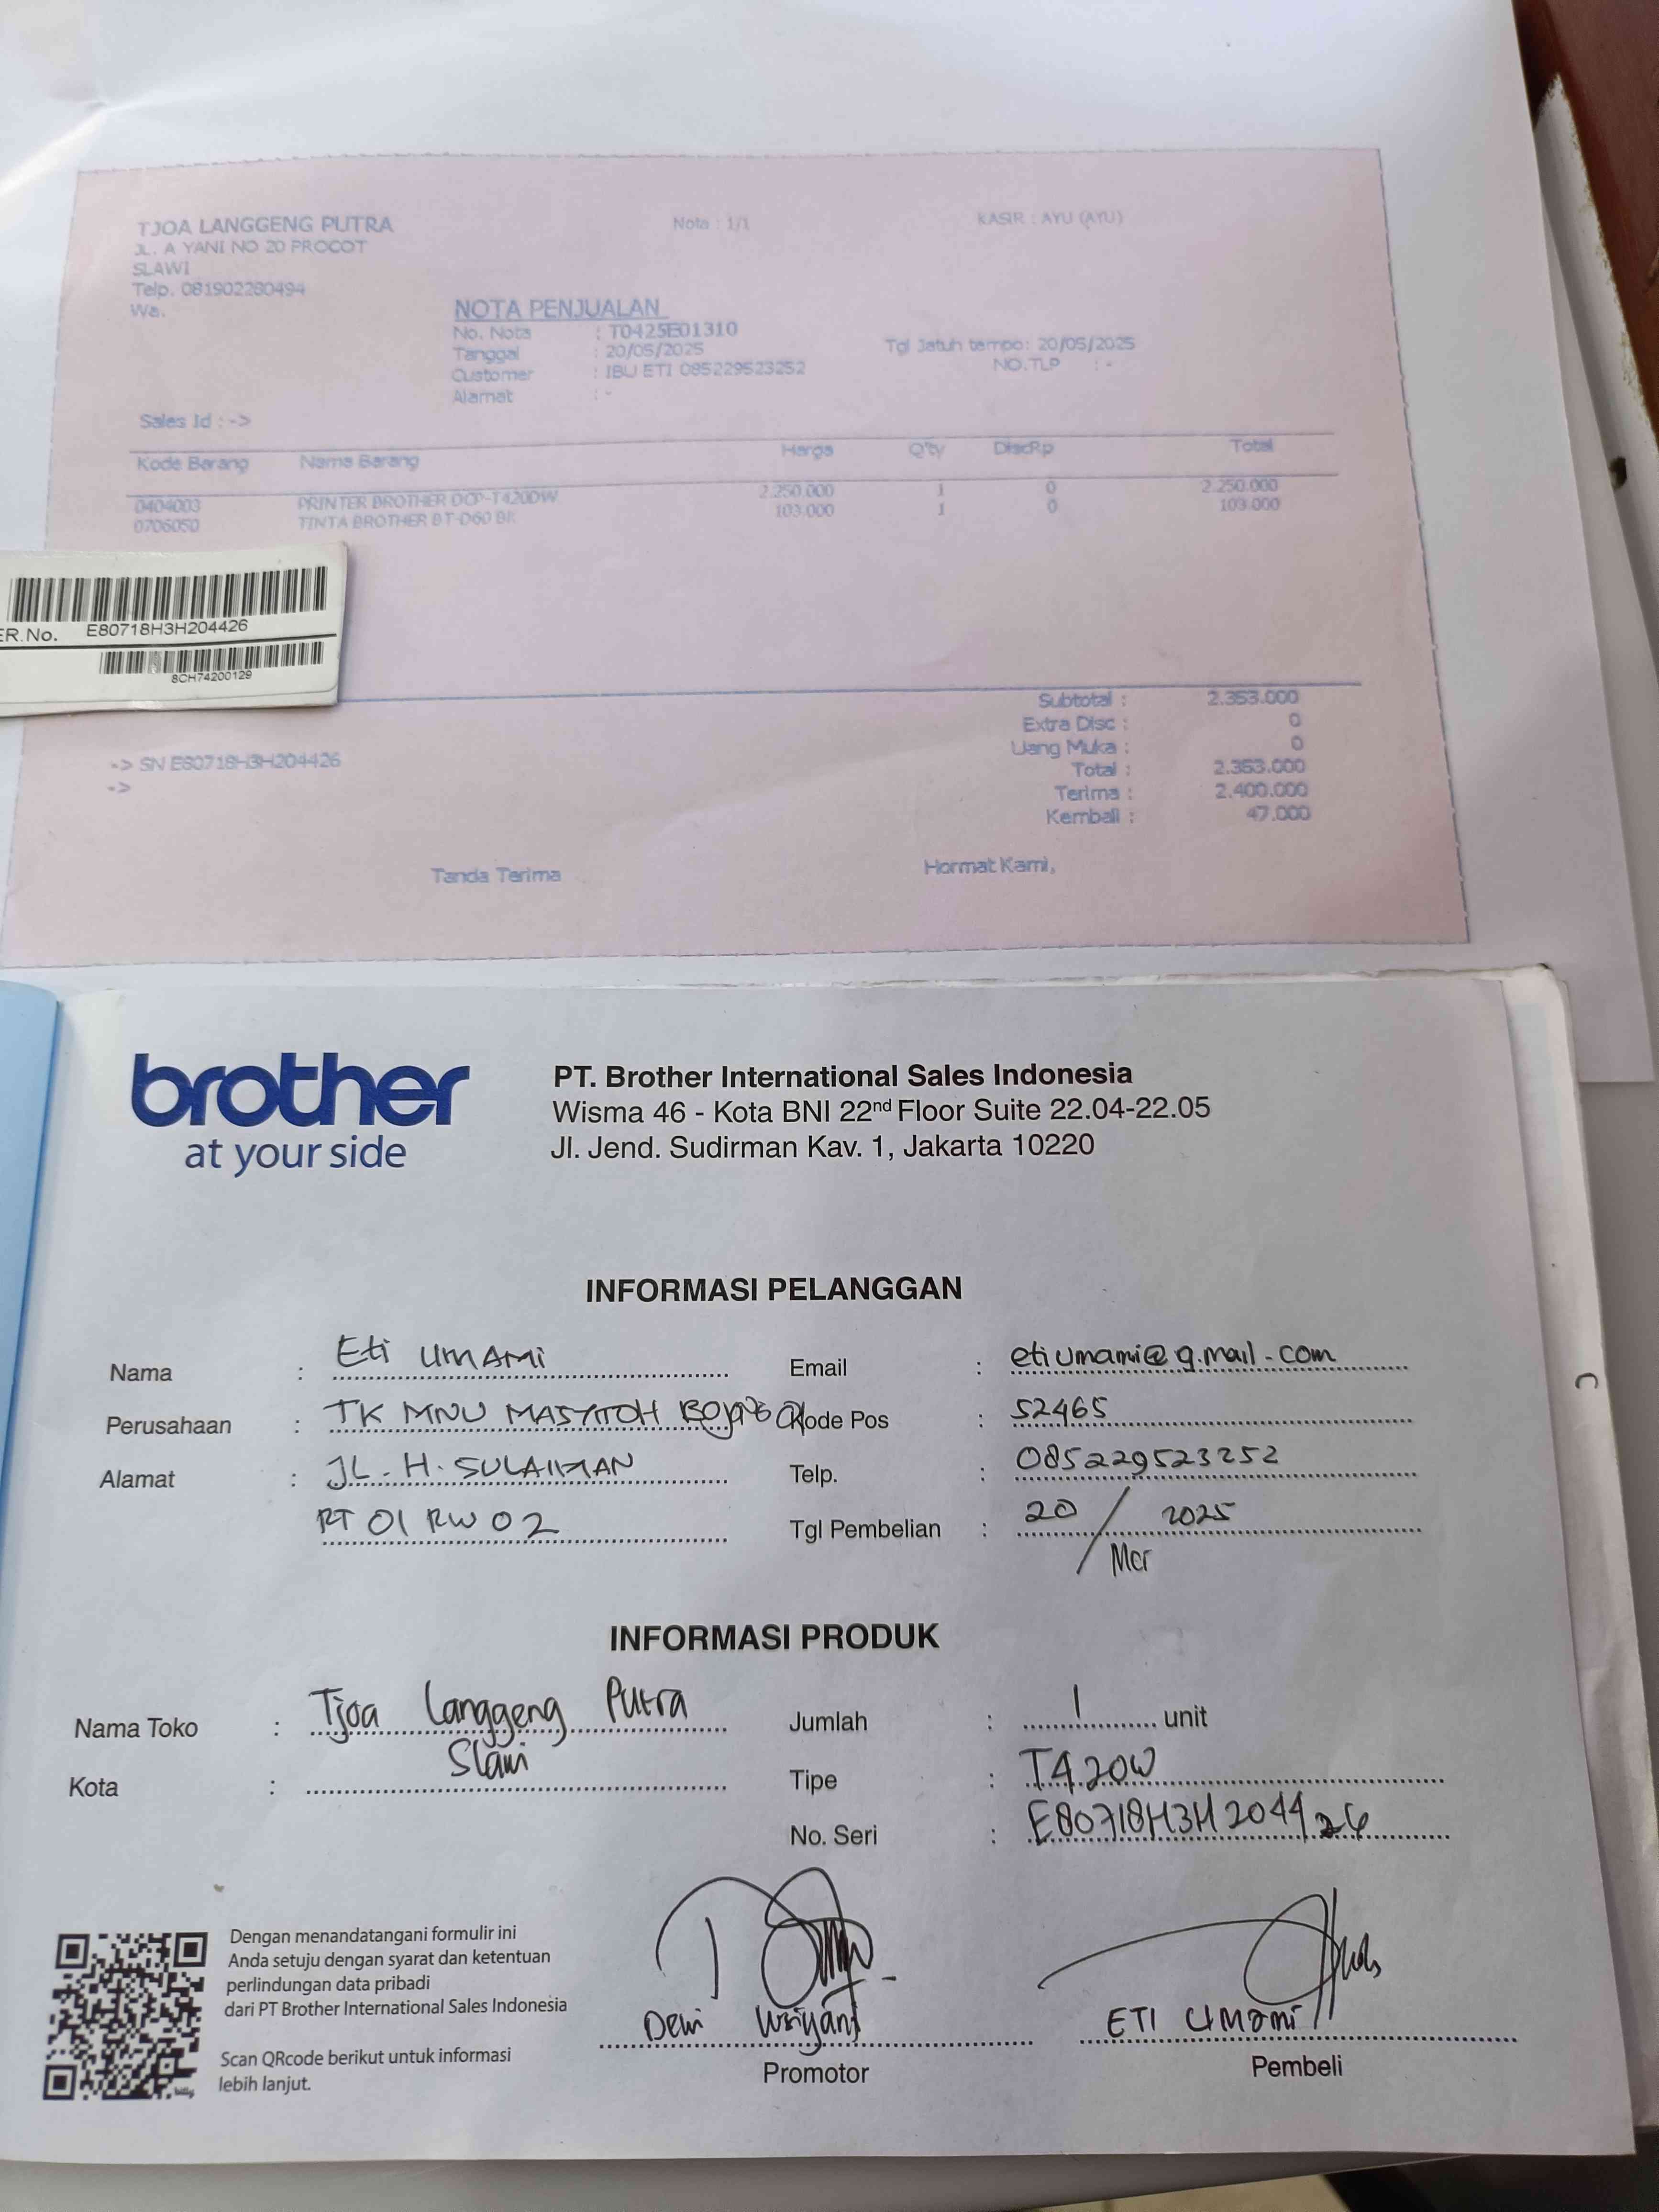 TJOA LANGGENG PUTRA
JL. A YANI NO 20 PROCOT
SLAWI
Telp. 081902280494
Wa.
Nota : 1/1
KASIR : AYU (AYU)
NOTA PENJUALAN
No. Nota : T0425E01310
Tanggal : 20/05/2025
Customer : IBU ETI 085229523252
Alamat : -
Tgl Jatuh tempo: 20/05/2025
NO.TLP : -
Sales Id : ->
Kode Barang Nama Barang Harga Q'ty DiscRp Total
0404003 PRINTER BROTHER DCP-T420DW 2.250.000 1 0 2.250.000
0706050 TINTA BROTHER BT-D60 BK 103.000 1 0 103.000
ER.No. E80718H3H204426
8CH74200129
Subtotal : 2.353.000
Extra Disc : 0
Uang Muka : 0
Total : 2.353.000
Terima : 2.400.000
Kembali : 47.000
-> SN E80718H3H204426
->
Tanda Terima Hormat Kami,
brother
at your side
PT. Brother International Sales Indonesia
Wisma 46 - Kota BNI 22nd Floor Suite 22.04-22.05
Jl. Jend. Sudirman Kav. 1, Jakarta 10220
INFORMASI PELANGGAN
Nama : Eti UMAMi
Perusahaan : TK MNU MASYITOH
Alamat : JL. H. SULAIMAN
RT 01 RW 02
Email : etiumami@g.mail.com
Kode Pos : 52465
Telp. : 085229523252
Tgl Pembelian : 20 / Mei 2025
INFORMASI PRODUK
Nama Toko : Tjoa Langgeng Putra
Kota : Slawi
Jumlah : 1 unit
Tipe : T420W
No. Seri : E80718H3H204426
Dengan menandatangani formulir ini
Anda setuju dengan syarat dan ketentuan
perlindungan data pribadi
dari PT Brother International Sales Indonesia
Scan QRcode berikut untuk informasi
lebih lanjut.
Dewi
Promotor
ETI UMami
Pembeli